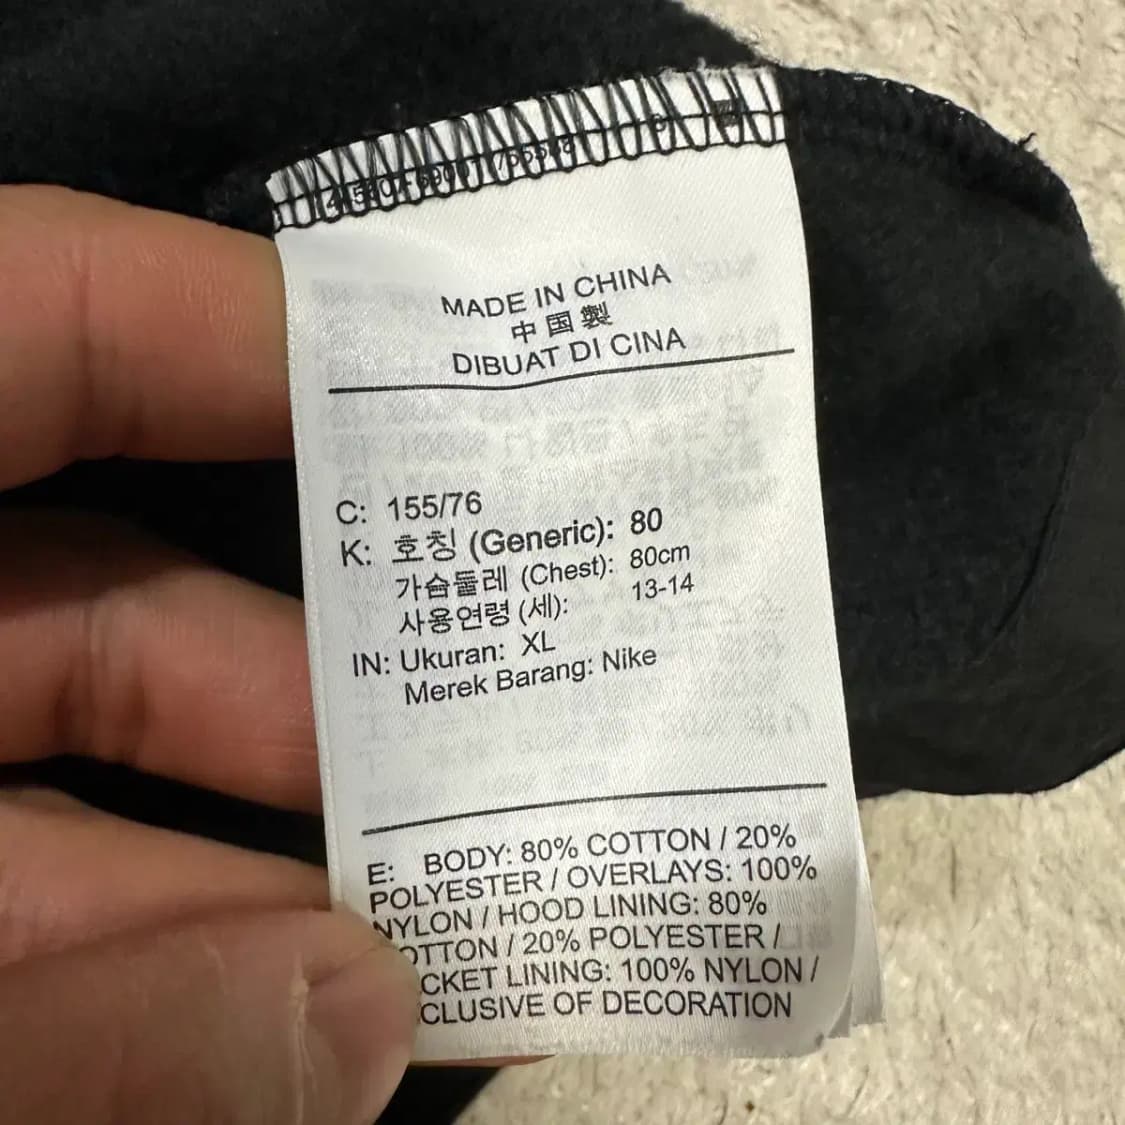 MADE IN CHINA
中国製
DIBUAT DI CINA
C: 155/76
K: 호칭 (Generic): 80
가슴둘레 (Chest): 80cm
사용연령 (세): 13-14
IN: Ukuran: XL
Merek Barang: Nike
E: BODY: 80% COTTON / 20%
POLYESTER / OVERLAYS: 100%
NYLON / HOOD LINING: 80%
OTTON / 20% POLYESTER /
CKET LINING: 100% NYLON /
CLUSIVE OF DECORATION